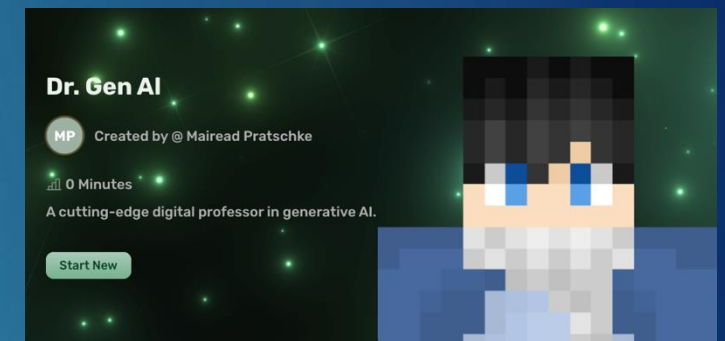 Dr. Gen AI
MP
Created by @ Mairead Pratschke
0 Minutes
A cutting-edge digital professor in generative AI.
Start New